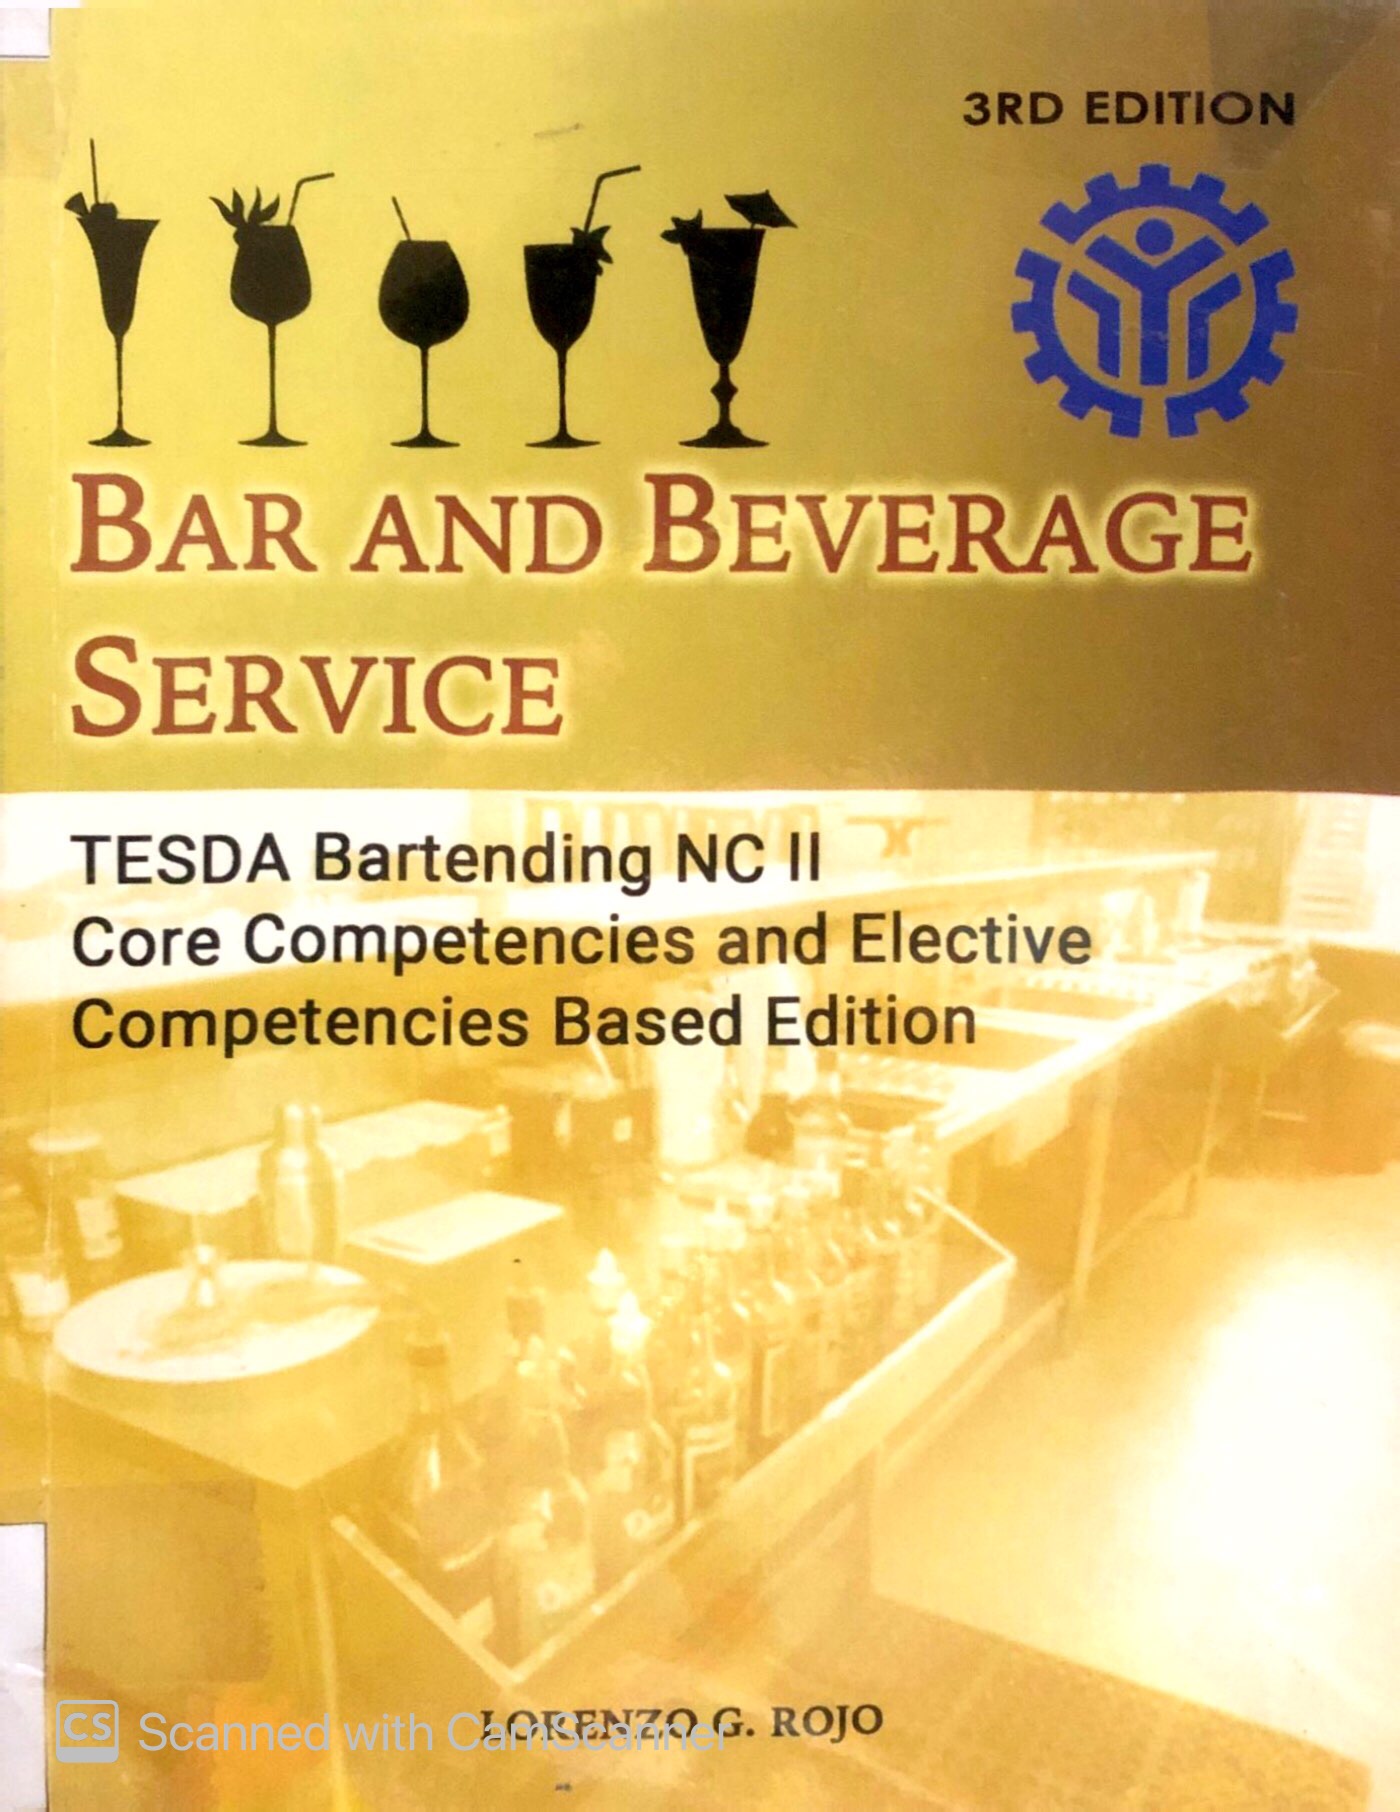 3RD EDITION
BAR AND BEVERAGE
SERVICE
TESDA Bartending NC II
Core Competencies and Elective
Competencies Based Edition
LORENZO G. ROJO
CS Scanned with CamScanner